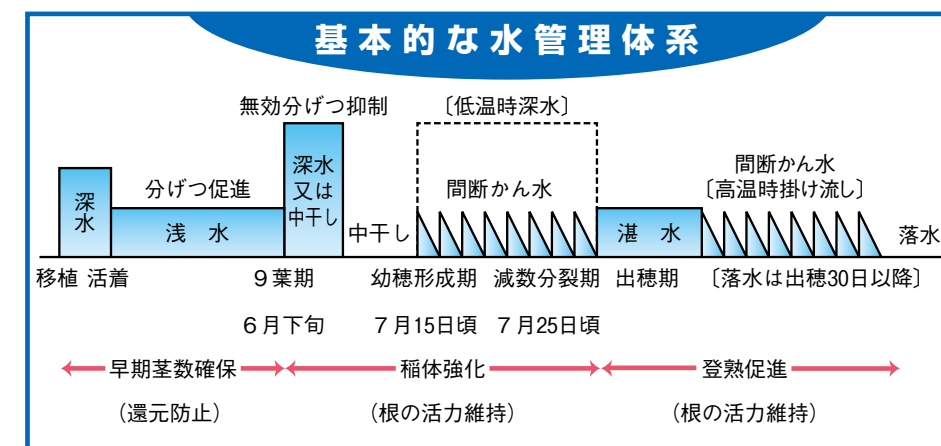 基本的な水管理体系
無効分げつ抑制
〔低温時深水〕
深水
分げつ促進
浅水
深水
又は
中干し
中干し
間断かん水
湛水
間断かん水
〔高温時掛け流し〕
落水
移植 活着
9葉期
幼穂形成期
減数分裂期
出穂期
〔落水は出穂30日以降〕
6月下旬
7月15日頃
7月25日頃
早期茎数確保
稲体強化
登熟促進
（還元防止）
（根の活力維持）
（根の活力維持）